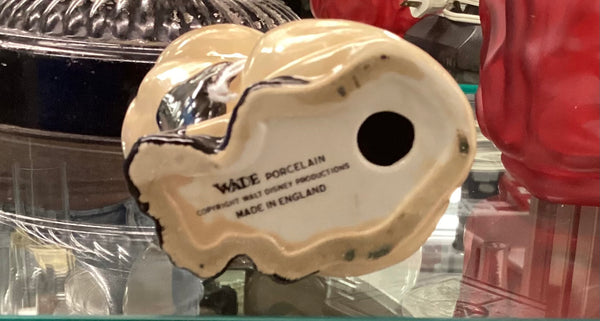 WADE PORCELAIN
COPYRIGHT WALT DISNEY PRODUCTIONS
MADE IN ENGLAND